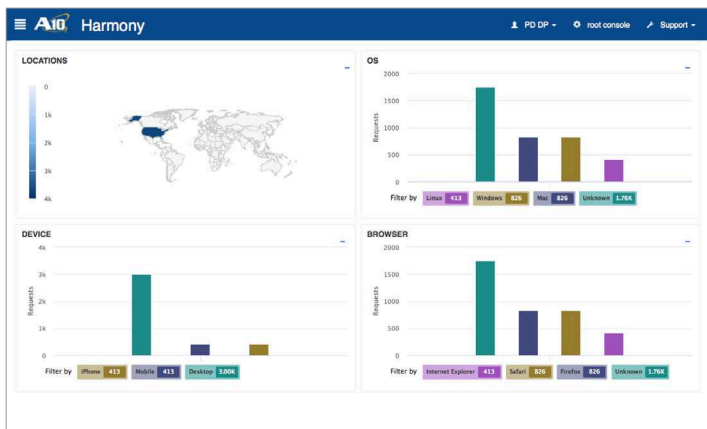 A10 Harmony PD DP root console Support
LOCATIONS
0
1k
2k
3k
4k
OS
2000
1500
1000
500
0
Requests
Filter by Linux 413 Windows 826 Mac 826 Unknown 1.76K
DEVICE
4k
3k
2k
1k
0
Requests
Filter by iPhone 413 Mobile 413 Desktop 3.00K
BROWSER
2000
1500
1000
500
0
Requests
Filter by Internet Explorer 413 Safari 826 Firefox 826 Unknown 1.76K